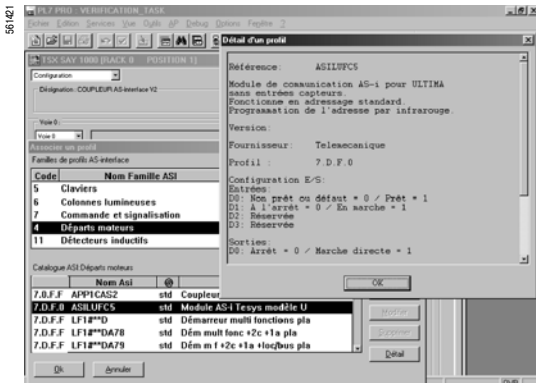 561421
PL7 PRO : VERIFICATION_TASK
Fichier Edition Services Vue Outils AP Debug Options Fenêtre ?
TSX SAY 1000 [RACK 0 POSITION 1]
Configuration
Désignation : COUPLEUR AS-interface V2
Voie 0 :
Voie 0
Associer un profil
Familles de profils AS-interface
Code Nom Famille ASI
5 Claviers
6 Colonnes lumineuses
7 Commande et signalisation
4 Départs moteurs
11 Détecteurs inductifs
Catalogue ASI Départs moteurs
Nom Asi @
7.0.F.F APP1CAS2 std Coupleur
7.D.F.0 ASILUFC5 std Module AS-i Tesys modèle U
7.D.F.F LF1#**D std Démarreur multi fonctions pla
7.D.F.F LF1#**DA78 std Dém mult fonc +2c +1a pla
7.D.F.F LF1#**DA79 std Dém m f +2c +1a +loc/bus pla
Modifier
Supprimer
Détail
Ok Annuler
Détail d'un profil
Référence: ASILUFC5
Module de communication AS-i pour ULTIMA
sans entrées capteurs.
Fonctionne en adressage standard.
Programmation de l'adresse par infrarouge.
Version:
Fournisseur: Telemecanique
Profil : 7.D.F.0
Configuration E/S:
Entrées:
D0: Non prêt ou défaut = 0 / Prêt = 1
D1: A l'arrêt = 0 / En marche = 1
D2: Réservée
D3: Réservée
Sorties:
D0: Arrêt = 0 / Marche directe = 1
OK